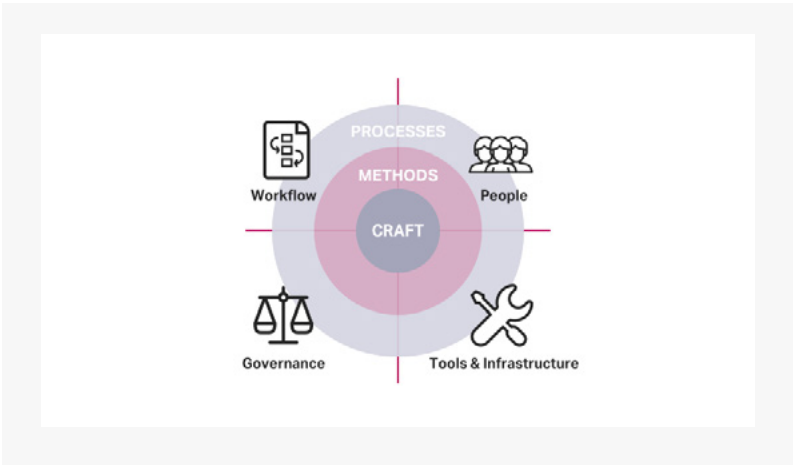 PROCESSES
METHODS
Workflow
People
CRAFT
Governance
Tools & Infrastructure